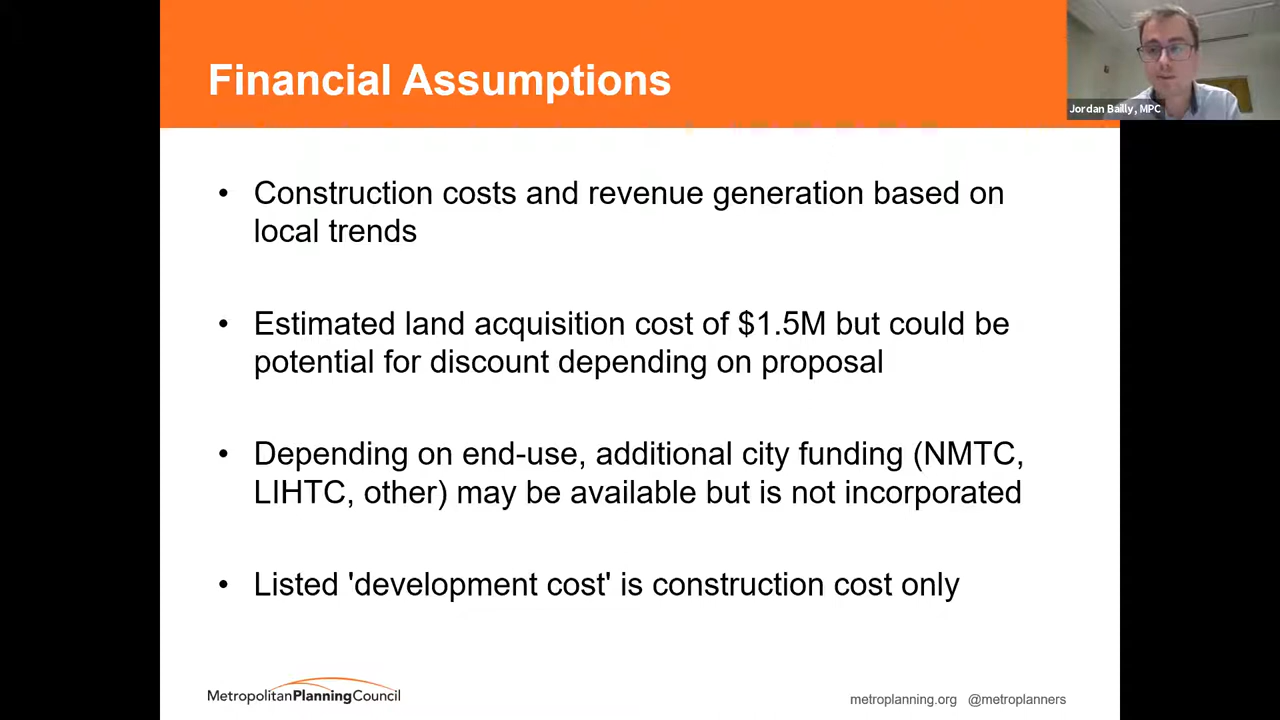 Financial Assumptions
Jordan Bailly, MPC
• Construction costs and revenue generation based on
local trends
• Estimated land acquisition cost of $1.5M but could be
potential for discount depending on proposal
• Depending on end-use, additional city funding (NMTC,
LIHTC, other) may be available but is not incorporated
• Listed 'development cost' is construction cost only
MetropolitanPlanningCouncil
metroplanning.org @metroplanners